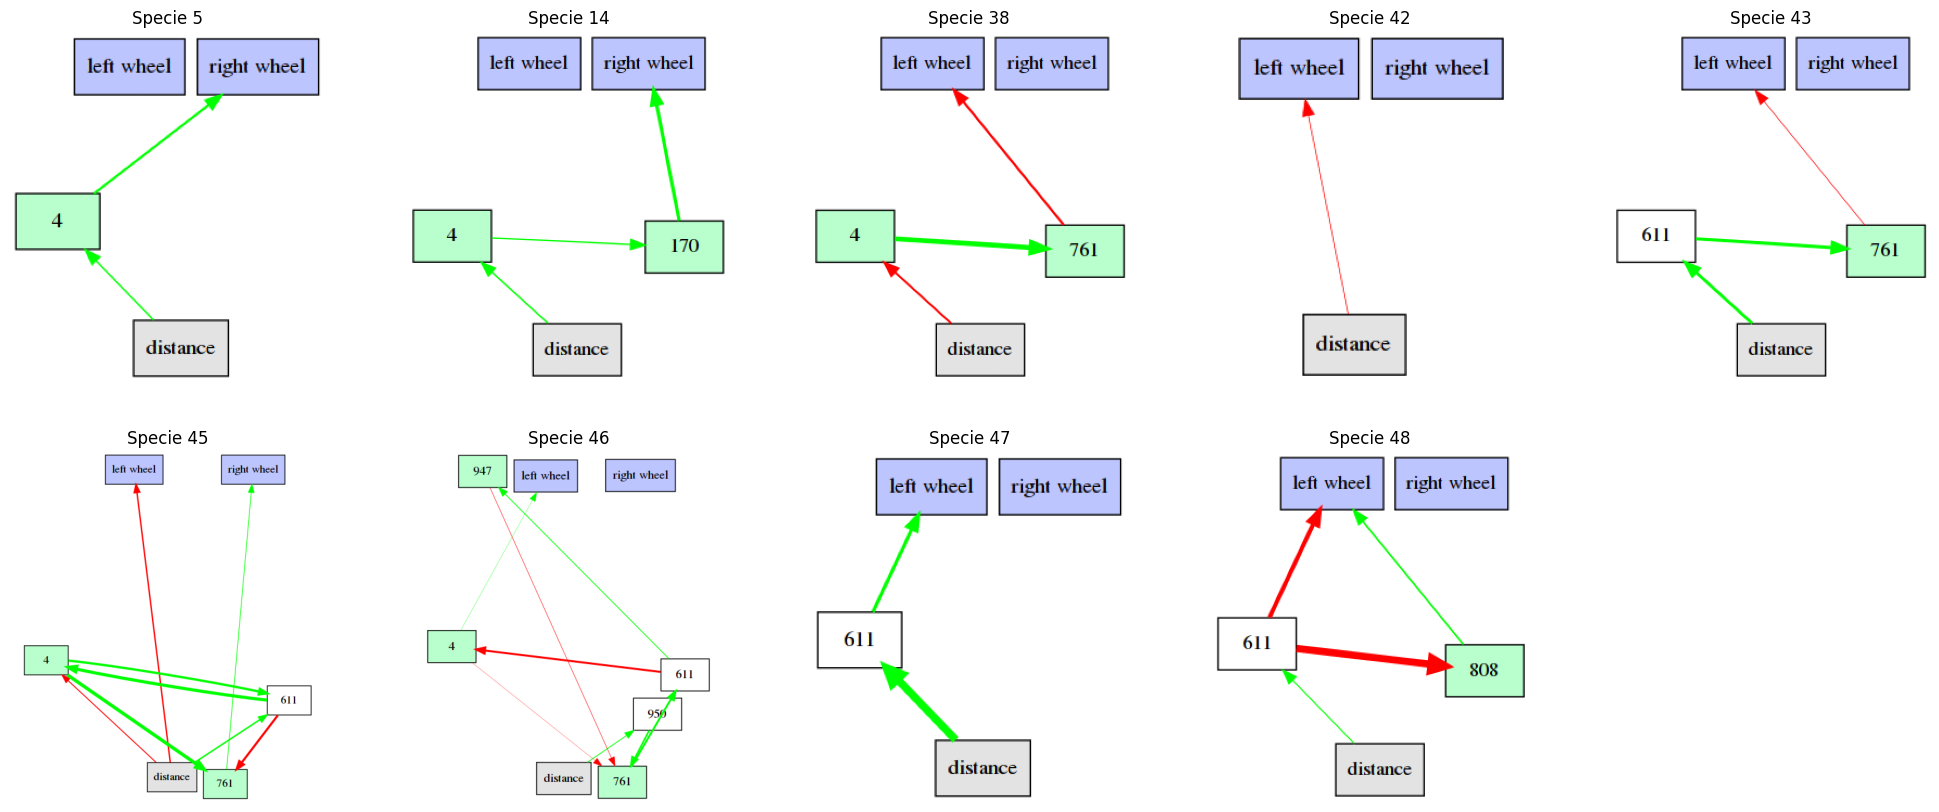 Specie 5
left wheel
right wheel
4
distance
Specie 14
left wheel
right wheel
4
170
distance
Specie 38
left wheel
right wheel
4
761
distance
Specie 42
left wheel
right wheel
distance
Specie 43
left wheel
right wheel
611
761
distance
Specie 45
left wheel
right wheel
4
611
distance
761
Specie 46
947
left wheel
right wheel
4
611
950
distance
761
Specie 47
left wheel
right wheel
611
distance
Specie 48
left wheel
right wheel
611
808
distance